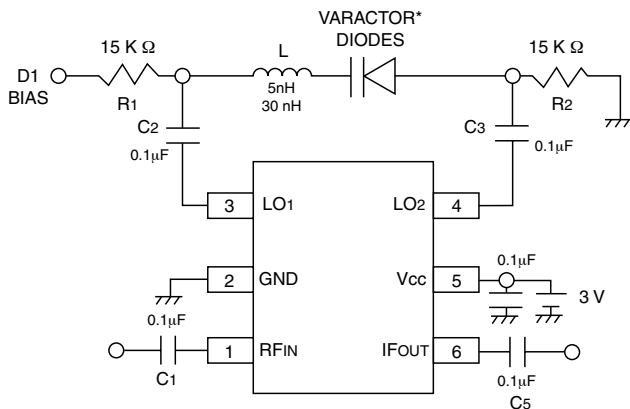 VARACTOR*
DIODES
15 K Ω
L
15 K Ω
D1
BIAS
R1
5nH
30 nH
R2
C2
0.1µF
C3
0.1µF
3
LO1
LO2
4
2
GND
VCC
5
0.1µF
3 V
0.1µF
1
RFIN
IFOUT
6
C1
0.1µF
C5